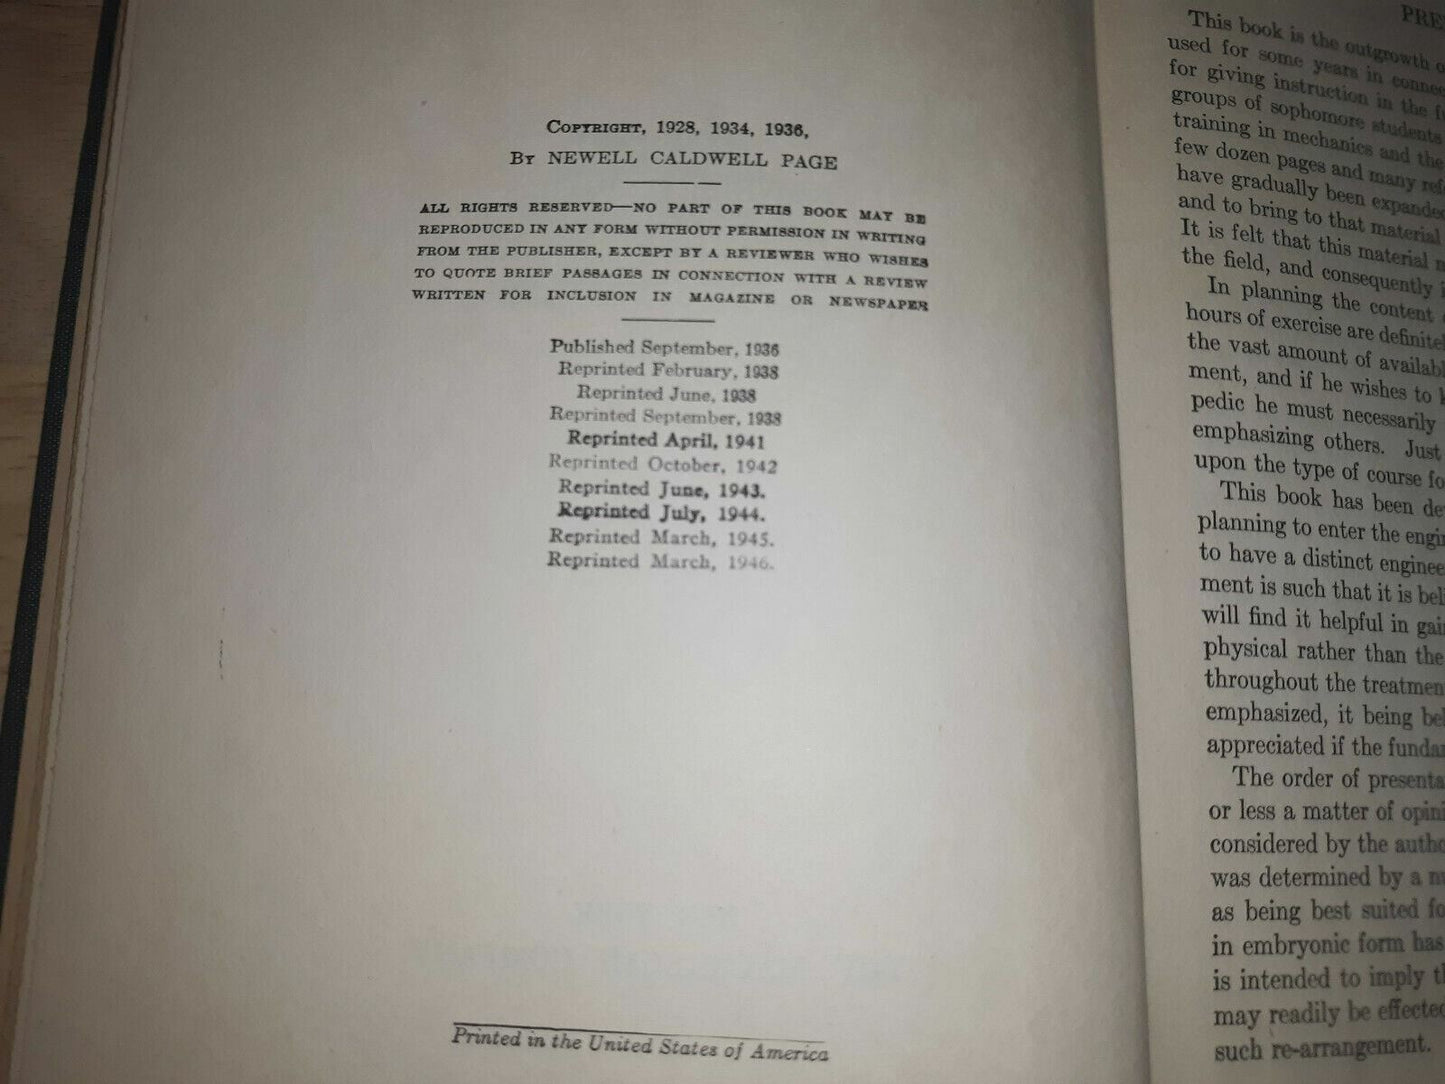 COPYRIGHT, 1928, 1934, 1936,
BY NEWELL CALDWELL PAGE
ALL RIGHTS RESERVED—NO PART OF THIS BOOK MAY BE
REPRODUCED IN ANY FORM WITHOUT PERMISSION IN WRITING
FROM THE PUBLISHER, EXCEPT BY A REVIEWER WHO WISHES
TO QUOTE BRIEF PASSAGES IN CONNECTION WITH A REVIEW
WRITTEN FOR INCLUSION IN MAGAZINE OR NEWSPAPER
Published September, 1936
Reprinted February, 1938
Reprinted June, 1938
Reprinted September, 1938
Reprinted April, 1941
Reprinted October, 1942
Reprinted June, 1943.
Reprinted July, 1944.
Reprinted March, 1945.
Reprinted March, 1946.
Printed in the United States of America
This book is the outgrowth
used for some years in
for giving instruction in the
groups of sophomore students
training in mechanics and the
few dozen pages and many
have gradually been
and to bring to that material
It is felt that this material
the field, and consequently
In planning the content
hours of exercise are
the vast amount of
ment, and if he wishes to
pedic he must necessarily
emphasizing others. Just
upon the type of course
This book has been
planning to enter the
to have a distinct
ment is such that it is
will find it helpful in
physical rather than the
throughout the
emphasized, it being
appreciated if the
The order of
or less a matter of
considered by the
was determined by a
as being best suited
in embryonic form has
is intended to imply
may readily be
such re-arrangement.